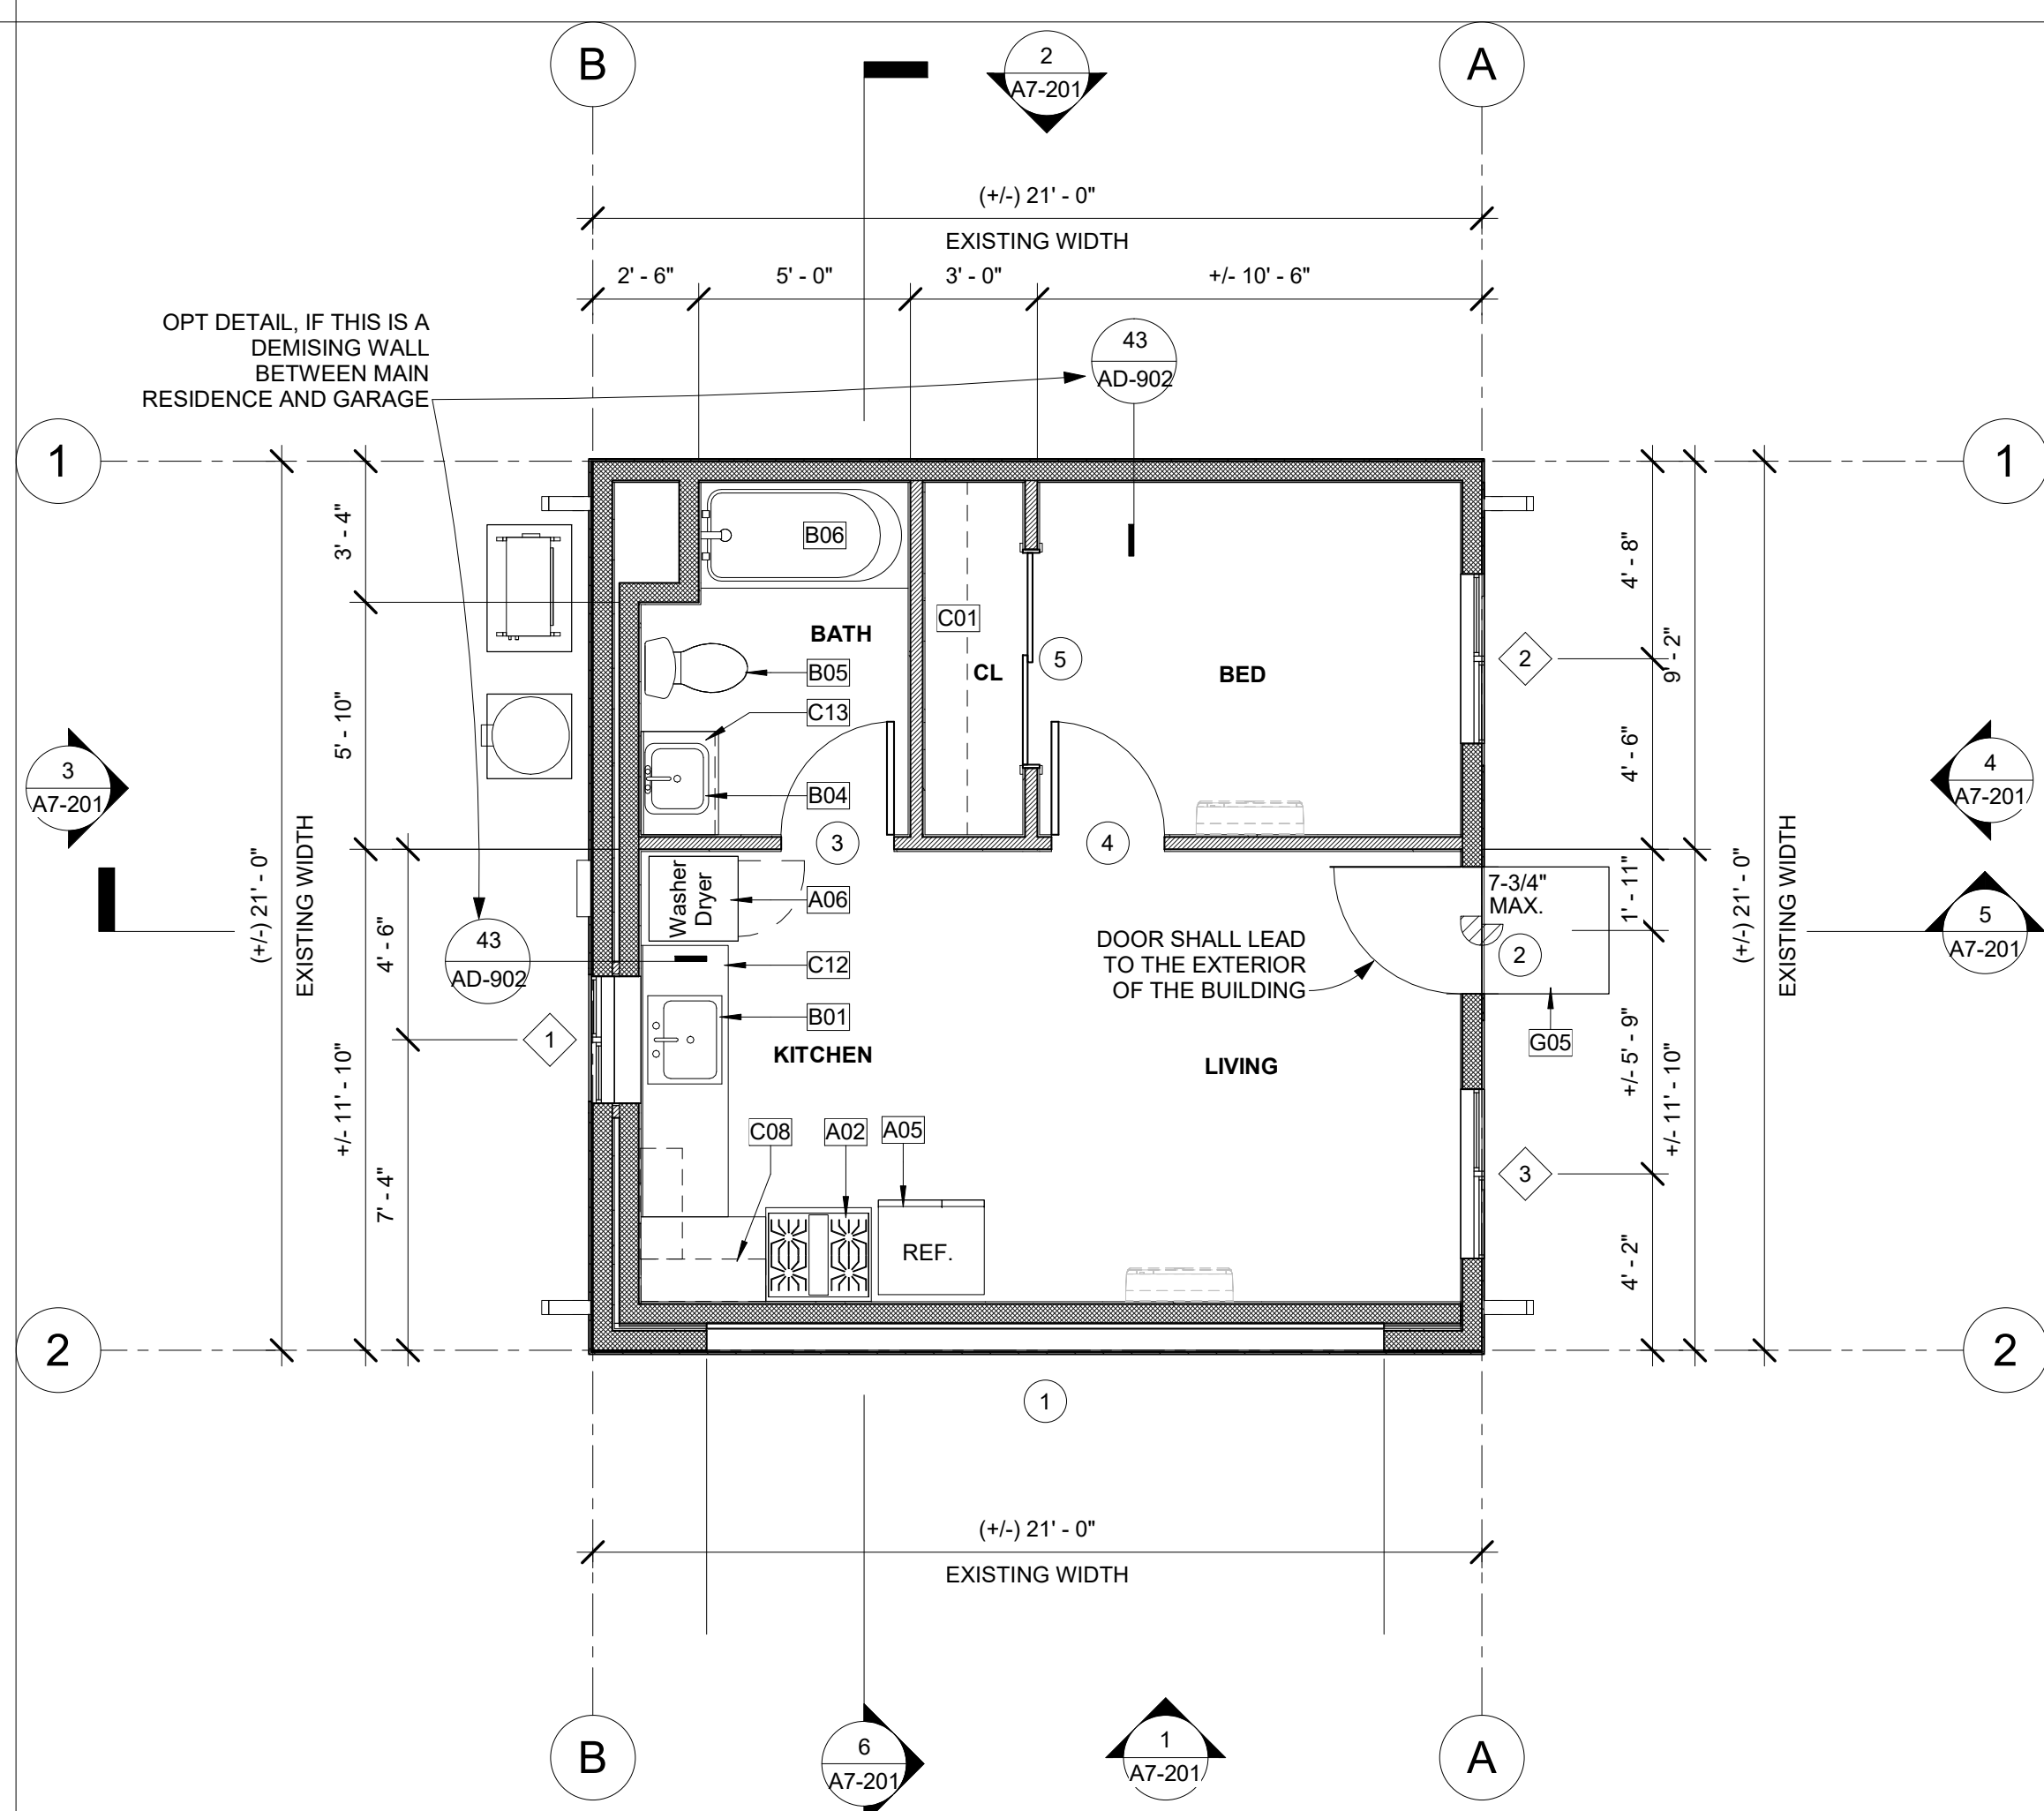 B
A
2
A7-201
(+/-) 21' - 0"
EXISTING WIDTH
2' - 6"
5' - 0"
3' - 0"
+/- 10' - 6"
OPT DETAIL, IF THIS IS A
DEMISING WALL
BETWEEN MAIN
RESIDENCE AND GARAGE
43
AD-902
1
1
3' - 4"
4' - 8"
B06
C01
BATH
B05
CL
5
BED
2
9' - 2"
C13
5' - 10"
4' - 6"
3
A7-201
4
A7-201
B04
3
4
(+/-) 21' - 0"
EXISTING WIDTH
Washer
Dryer
A06
7-3/4"
MAX.
1' - 11"
(+/-) 21' - 0"
EXISTING WIDTH
5
A7-201
4' - 6"
43
AD-902
C12
DOOR SHALL LEAD
TO THE EXTERIOR
OF THE BUILDING
2
B01
1
KITCHEN
LIVING
G05
+/- 5' - 9"
+/- 11' - 10"
+/- 11' - 10"
C08
A02
A05
3
7' - 4"
REF.
4' - 2"
2
2
1
(+/-) 21' - 0"
EXISTING WIDTH
B
6
A7-201
1
A7-201
A